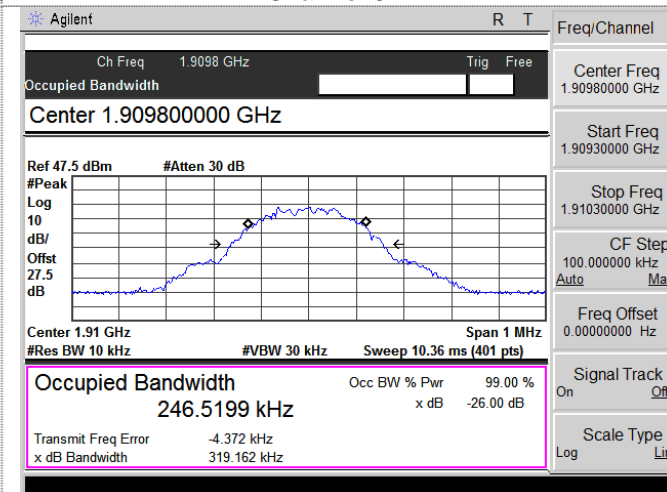 Agilent R T
Freq/Channel
Ch Freq 1.9098 GHz Trig Free
Occupied Bandwidth
Center 1.909800000 GHz
Center Freq
1.90980000 GHz
Start Freq
1.90930000 GHz
Ref 47.5 dBm #Atten 30 dB
#Peak
Log
10
dB/
Offst
27.5
dB
Stop Freq
1.91030000 GHz
CF Step
100.000000 kHz
Auto Ma
Freq Offset
0.00000000 Hz
Center 1.91 GHz Span 1 MHz
#Res BW 10 kHz #VBW 30 kHz Sweep 10.36 ms (401 pts)
Occupied Bandwidth Occ BW % Pwr 99.00 %
246.5199 kHz x dB -26.00 dB
Transmit Freq Error -4.372 kHz
x dB Bandwidth 319.162 kHz
Signal Track
On Off
Scale Type
Log Lin